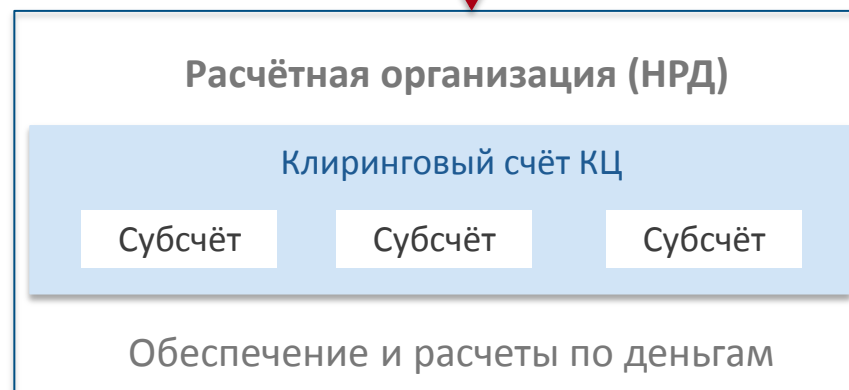 Расчётная организация (НРД)
Клиринговый счёт КЦ
Субсчёт Субсчёт Субсчёт
Обеспечение и расчеты по деньгам